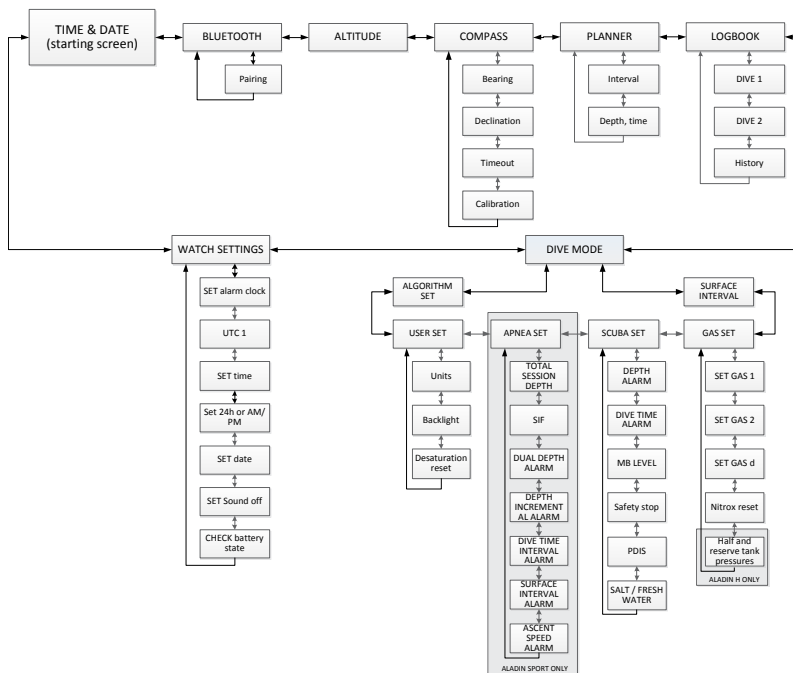 TIME & DATE
(starting screen)
BLUETOOTH
ALTITUDE
COMPASS
PLANNER
LOGBOOK
Pairing
Bearing
Interval
DIVE 1
Declination
Depth, time
DIVE 2
Timeout
History
Calibration
WATCH SETTINGS
DIVE MODE
SET alarm clock
ALGORITHM
SET
SURFACE
INTERVAL
UTC 1
USER SET
APNEA SET
SCUBA SET
GAS SET
SET time
Units
TOTAL
SESSION
DEPTH
DEPTH
ALARM
SET GAS 1
Set 24h or AM/
PM
Backlight
SIF
DIVE TIME
ALARM
SET GAS 2
SET date
Desaturation
reset
DUAL DEPTH
ALARM
MB LEVEL
SET GAS d
SET Sound off
DEPTH
INCREMENT
AL ALARM
Safety stop
Nitrox reset
CHECK battery
state
DIVE TIME
INTERVAL
ALARM
PDIS
Half and
reserve tank
pressures
ALADIN H ONLY
SURFACE
INTERVAL
ALARM
SALT / FRESH
WATER
ASCENT
SPEED
ALARM
ALADIN SPORT ONLY